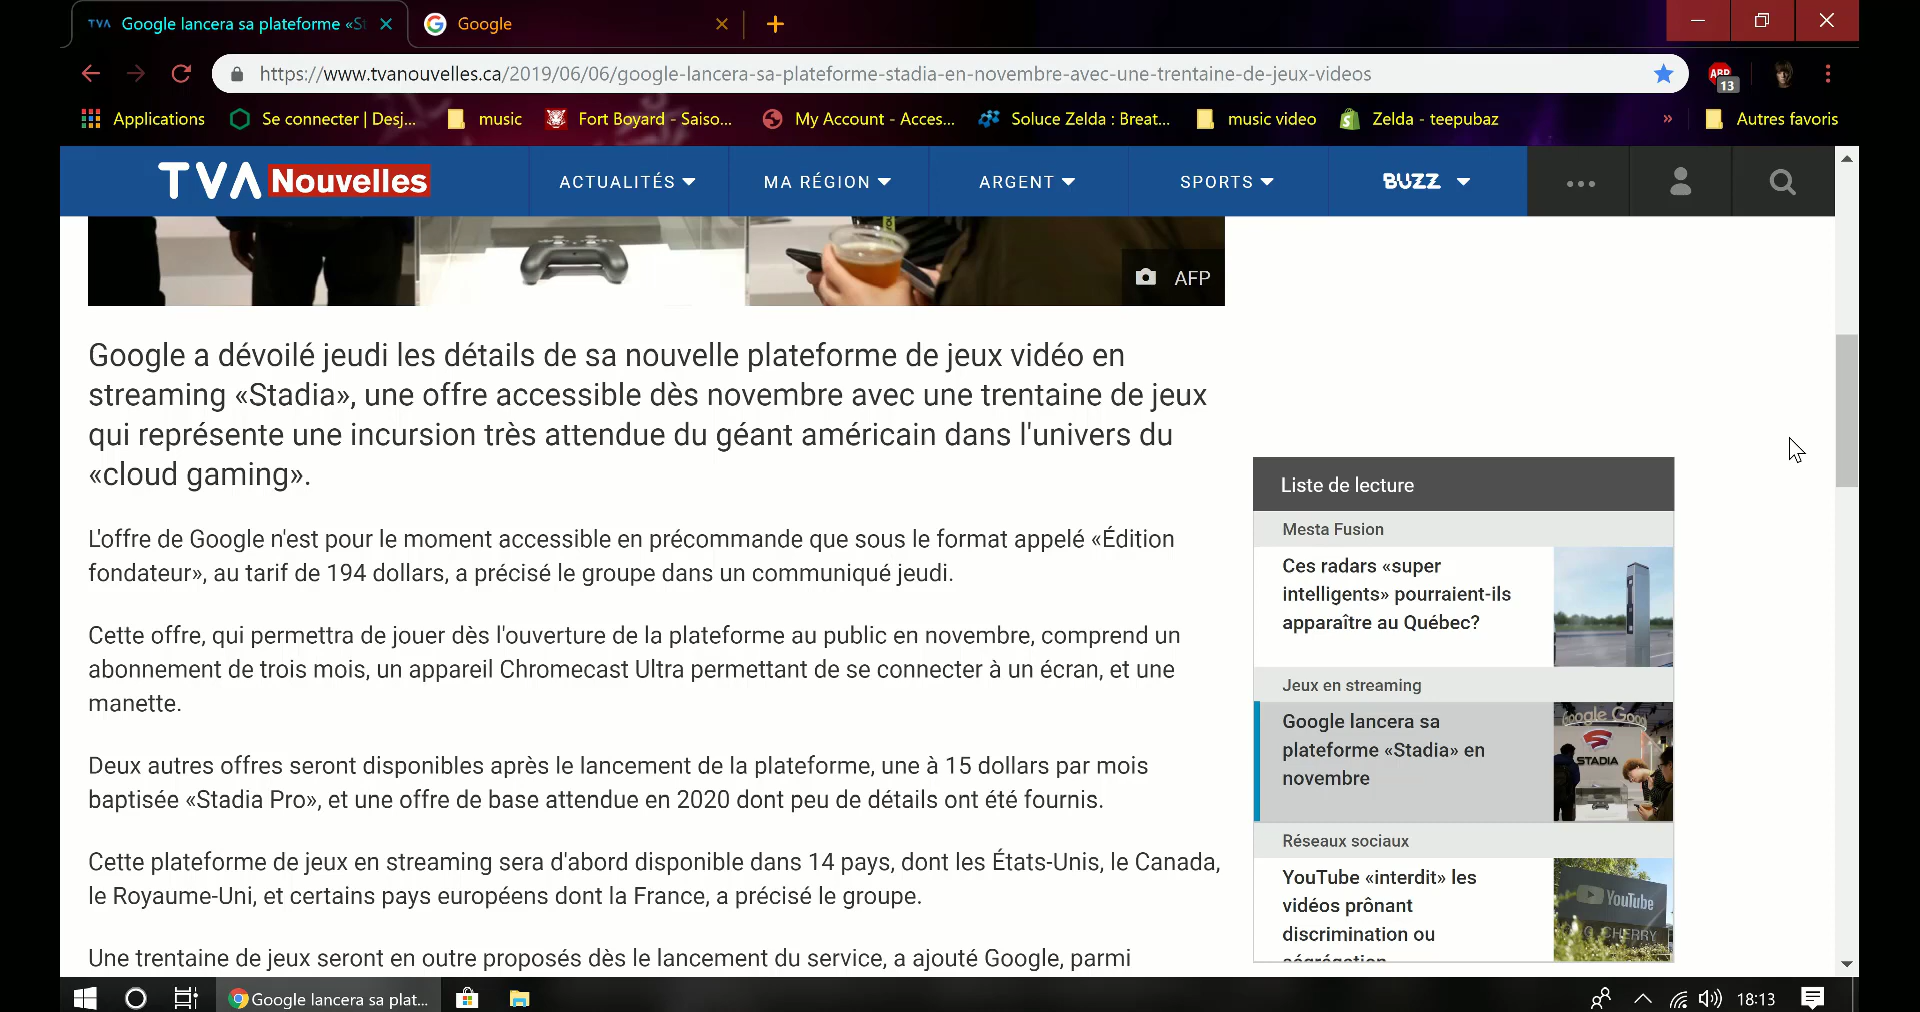 TVA Google lancera sa plateforme «St
Google
https://www.tvanouvelles.ca/2019/06/06/google-lancera-sa-plateforme-stadia-en-novembre-avec-une-trentaine-de-jeux-videos
ABP
13
Applications
Se connecter | Desj...
music
Fort Boyard - Saiso...
My Account - Acces...
Soluce Zelda : Breat...
music video
Zelda - teepubaz
»
Autres favoris
TVA Nouvelles
ACTUALITÉS
MA RÉGION
ARGENT
SPORTS
BUZZ
AFP
Google a dévoilé jeudi les détails de sa nouvelle plateforme de jeux vidéo en
streaming «Stadia», une offre accessible dès novembre avec une trentaine de jeux
qui représente une incursion très attendue du géant américain dans l'univers du
«cloud gaming».
L'offre de Google n'est pour le moment accessible en précommande que sous le format appelé «Édition
fondateur», au tarif de 194 dollars, a précisé le groupe dans un communiqué jeudi.
Cette offre, qui permettra de jouer dès l'ouverture de la plateforme au public en novembre, comprend un
abonnement de trois mois, un appareil Chromecast Ultra permettant de se connecter à un écran, et une
manette.
Deux autres offres seront disponibles après le lancement de la plateforme, une à 15 dollars par mois
baptisée «Stadia Pro», et une offre de base attendue en 2020 dont peu de détails ont été fournis.
Cette plateforme de jeux en streaming sera d'abord disponible dans 14 pays, dont les États-Unis, le Canada,
le Royaume-Uni, et certains pays européens dont la France, a précisé le groupe.
Une trentaine de jeux seront en outre proposés dès le lancement du service, a ajouté Google, parmi
Liste de lecture
Mesta Fusion
Ces radars «super
intelligents» pourraient-ils
apparaître au Québec?
Jeux en streaming
Google lancera sa
plateforme «Stadia» en
novembre
Google Goo
STADIA
Réseaux sociaux
YouTube «interdit» les
vidéos prônant
discrimination ou
ségrégation
YouTube
CHERRY
Google lancera sa plat...
18:13